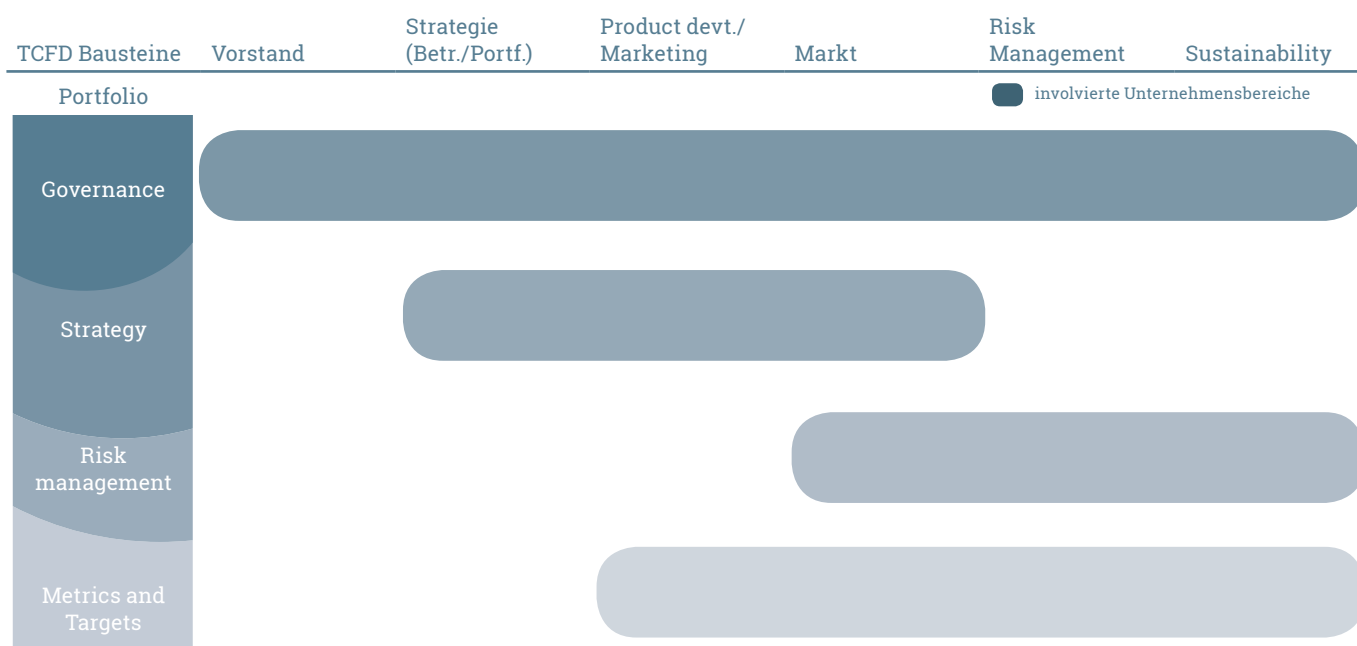 TCFD Bausteine
Vorstand
Strategie
(Betr./Portf.)
Product devt./
Marketing
Markt
Risk
Management
Sustainability
Portfolio
involvierte Unternehmensbereiche
Governance
Strategy
Risk
management
Metrics and
Targets